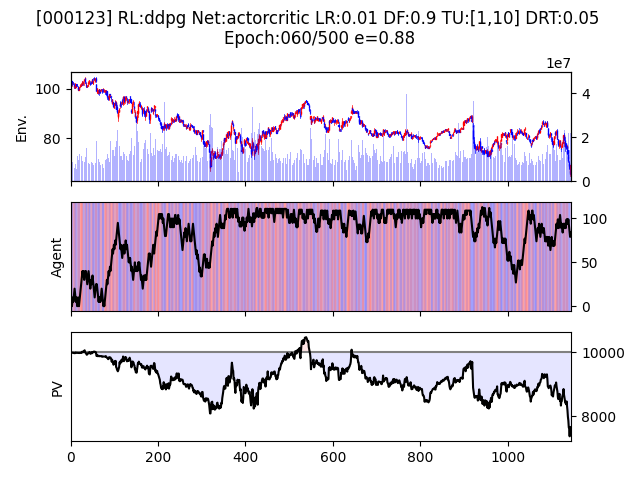 [000123] RL:ddpg Net:actorcritic LR:0.01 DF:0.9 TU:[1,10] DRT:0.05
Epoch:060/500 e=0.88
1e7
Env.
100
80
4
2
0
Agent
100
50
0
PV
10000
8000
0 200 400 600 800 1000